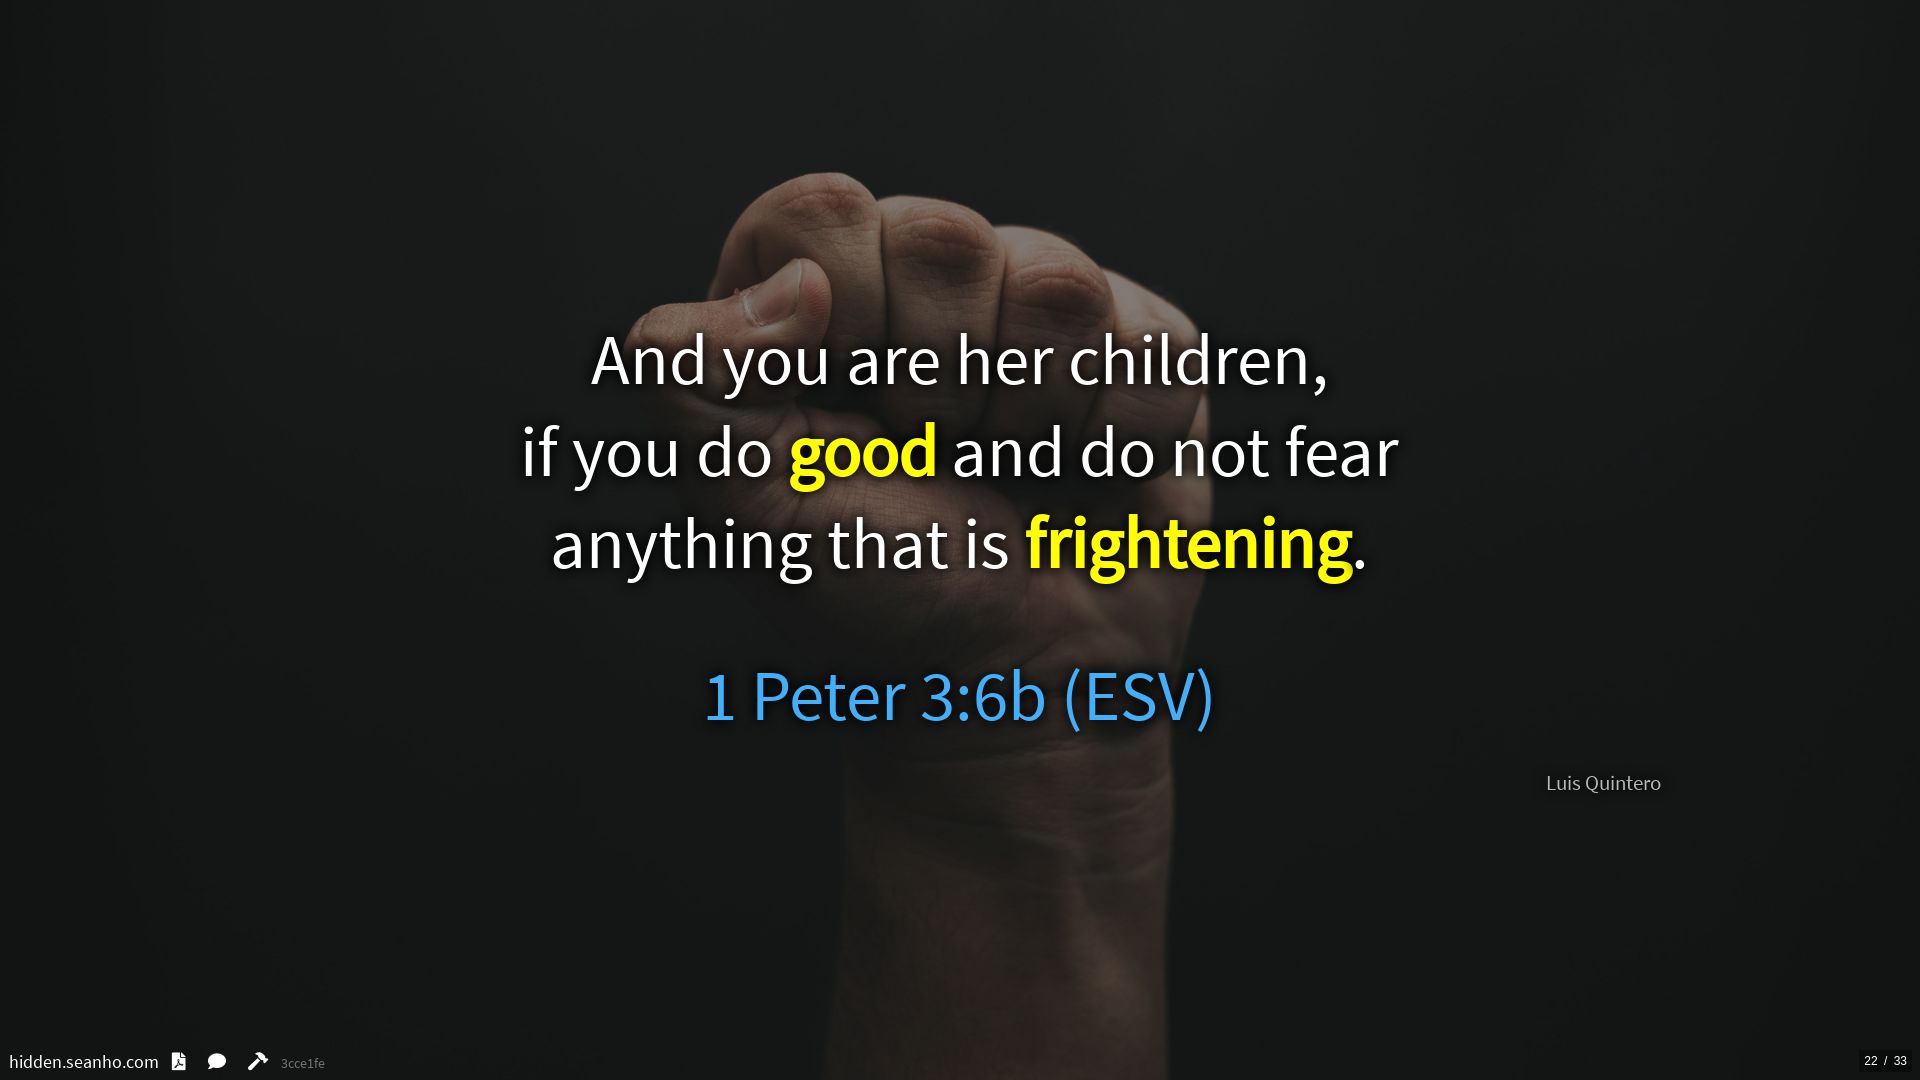 And you are her children,
if you do good and do not fear
anything that is frightening.
1 Peter 3:6b (ESV)
Luis Quintero
hidden.seanho.com 3cce1fe
22 / 33